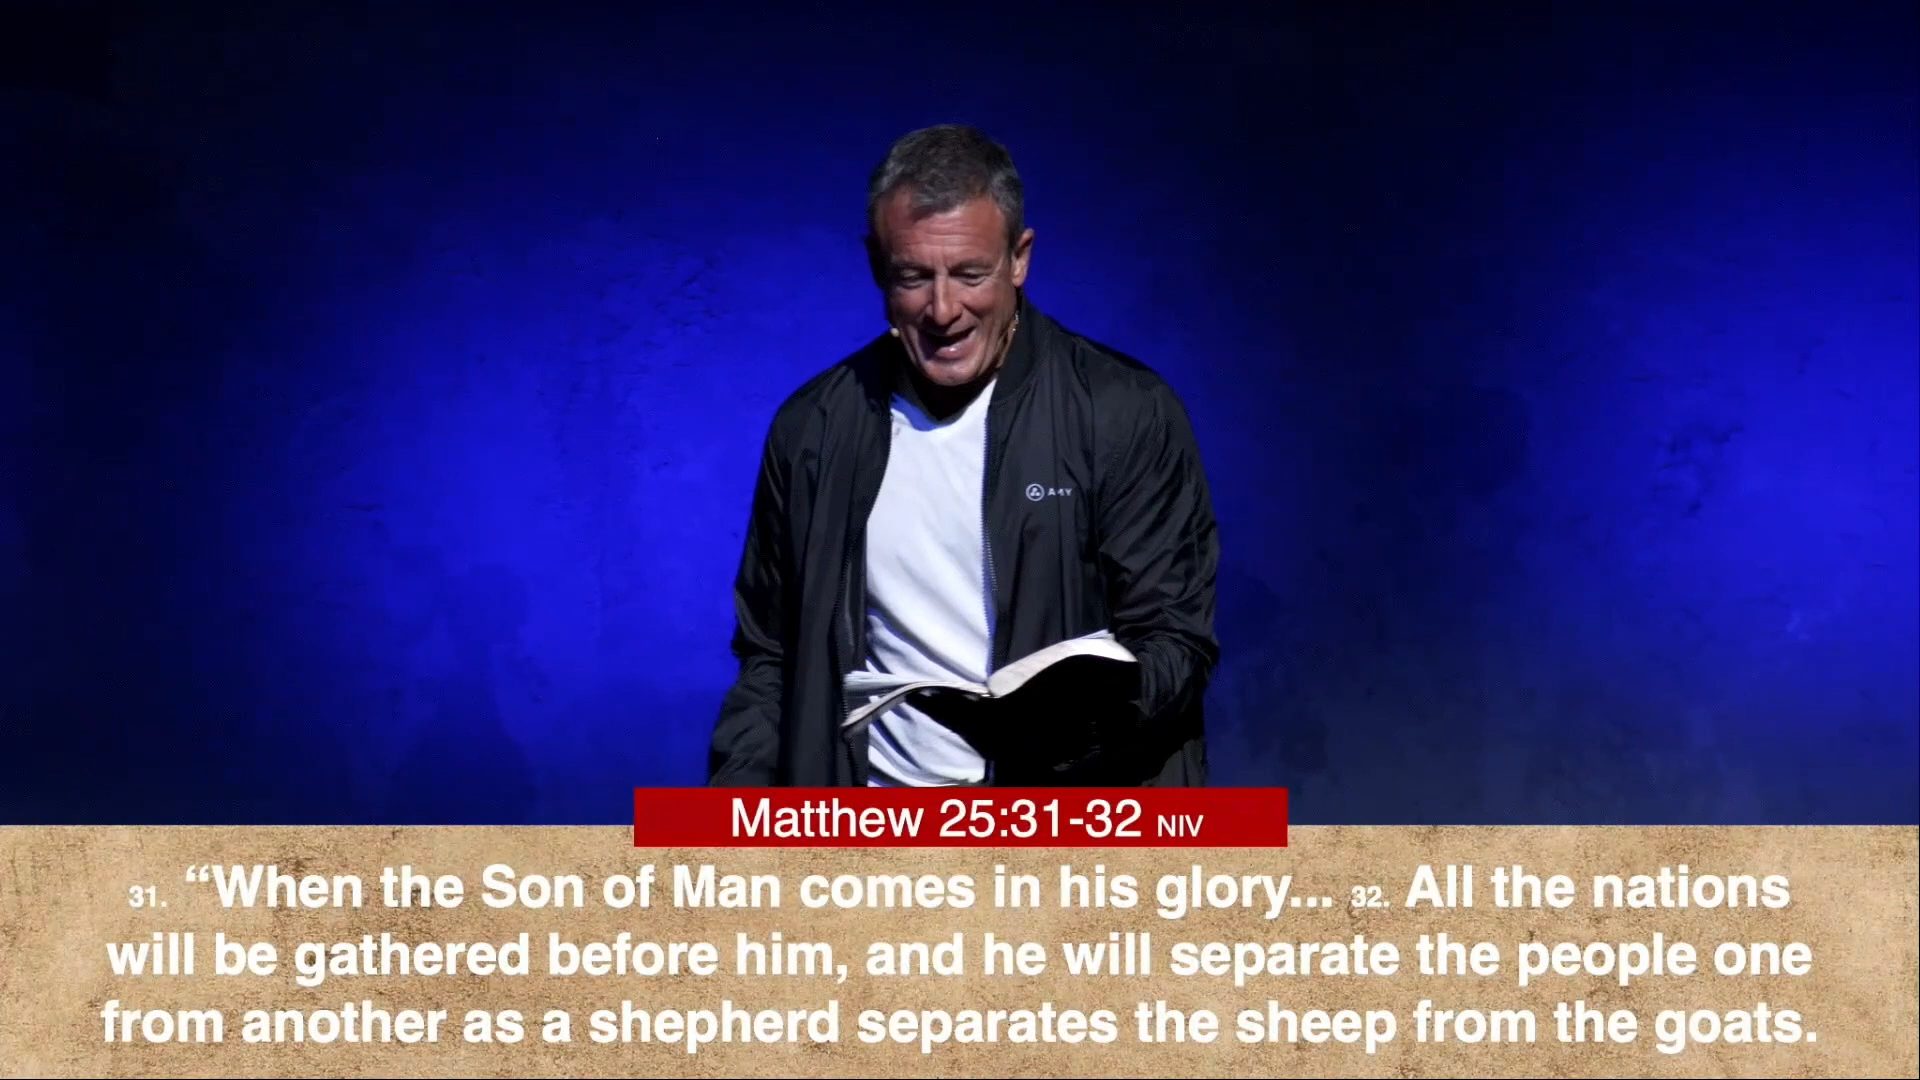 A4Y
Matthew 25:31-32 NIV
31. “When the Son of Man comes in his glory... 32. All the nations
will be gathered before him, and he will separate the people one
from another as a shepherd separates the sheep from the goats.